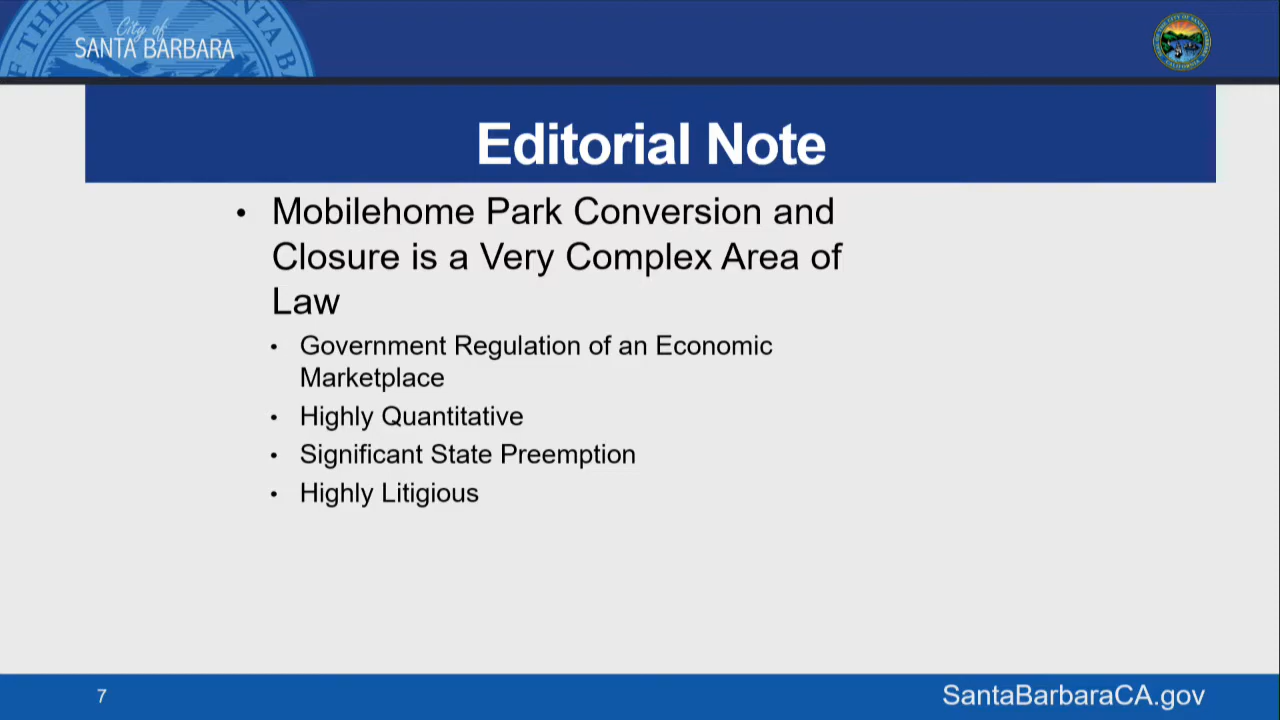 City of
SANTA BARBARA
Editorial Note
• Mobilehome Park Conversion and
Closure is a Very Complex Area of
Law
• Government Regulation of an Economic
Marketplace
• Highly Quantitative
• Significant State Preemption
• Highly Litigious
7
SantaBarbaraCA.gov